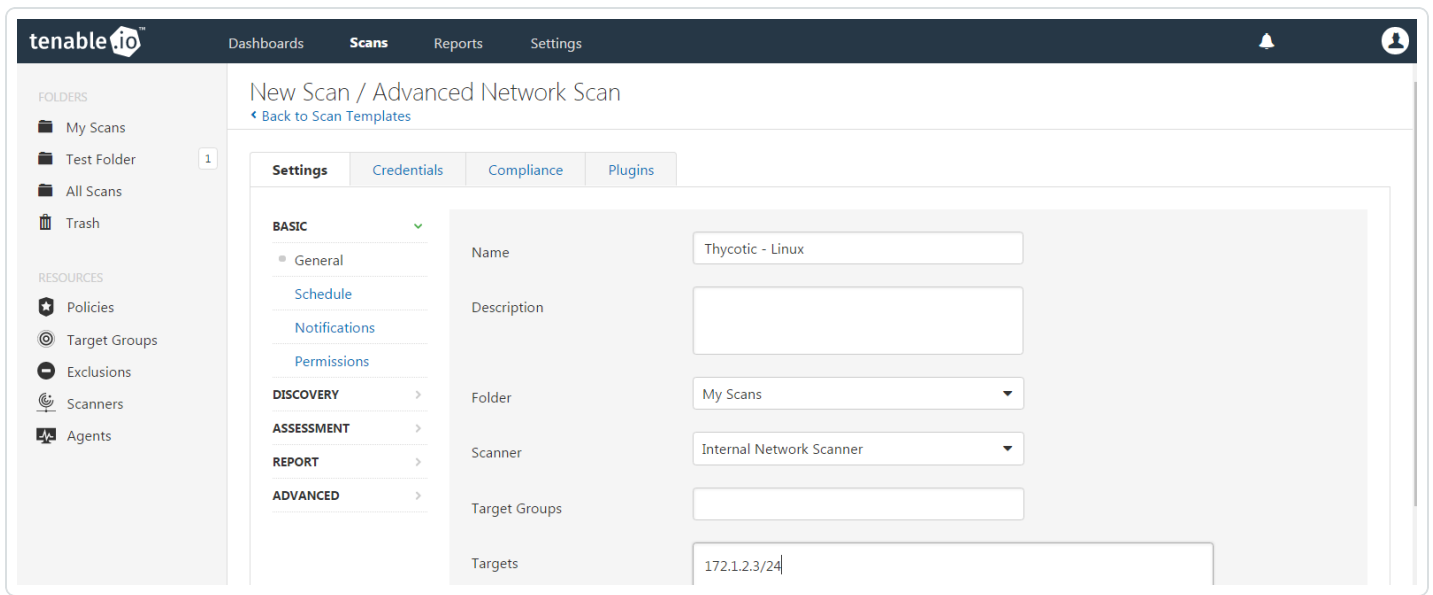 tenable io™
Dashboards Scans Reports Settings
FOLDERS
My Scans
Test Folder 1
All Scans
Trash
RESOURCES
Policies
Target Groups
Exclusions
Scanners
Agents
New Scan / Advanced Network Scan
Back to Scan Templates
Settings Credentials Compliance Plugins
BASIC
General
Schedule
Notifications
Permissions
DISCOVERY
ASSESSMENT
REPORT
ADVANCED
Name Thycotic - Linux
Description
Folder My Scans
Scanner Internal Network Scanner
Target Groups
Targets 172.1.2.3/24